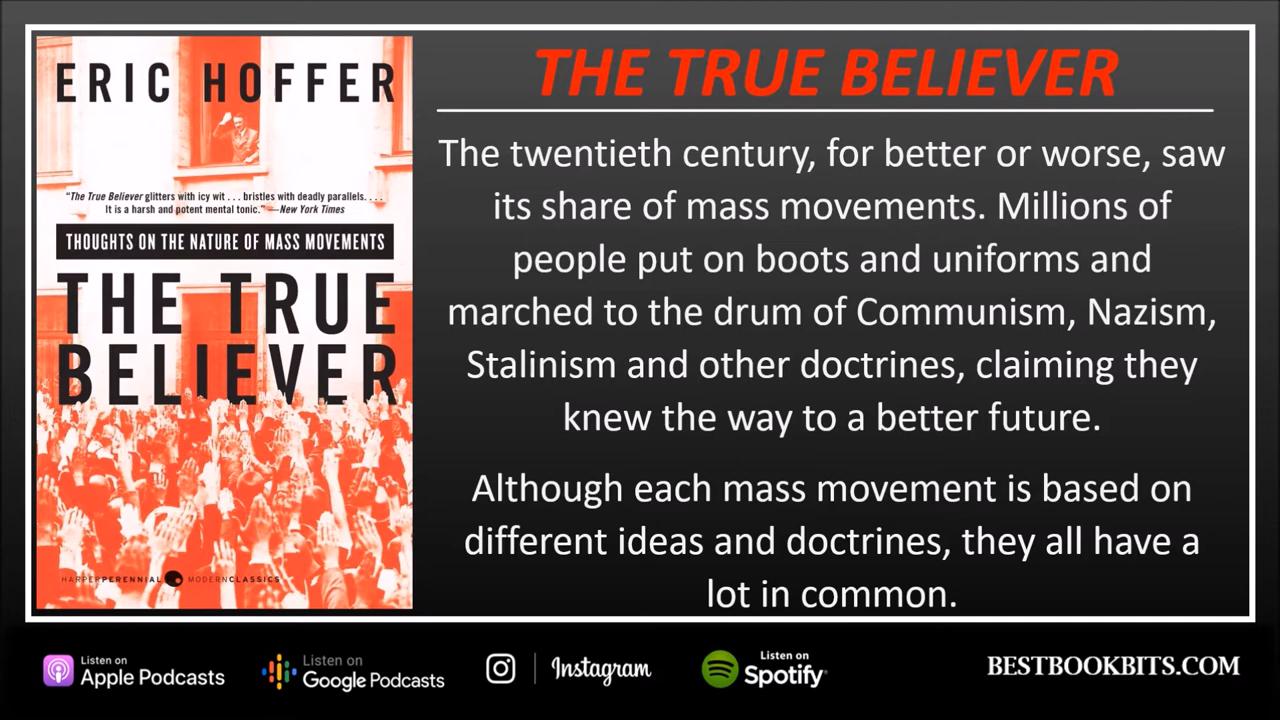 ERIC HOFFER
"The True Believer glitters with icy wit . . . bristles with deadly parallels. . . .
It is a harsh and potent mental tonic." —New York Times
THOUGHTS ON THE NATURE OF MASS MOVEMENTS
THE TRUE
BELIEVER
HARPERPERENNIAL MODERNCLASSICS
THE TRUE BELIEVER
The twentieth century, for better or worse, saw
its share of mass movements. Millions of
people put on boots and uniforms and
marched to the drum of Communism, Nazism,
Stalinism and other doctrines, claiming they
knew the way to a better future.
Although each mass movement is based on
different ideas and doctrines, they all have a
lot in common.
Listen on
Apple Podcasts
Listen on
Google Podcasts
Instagram
Listen on
Spotify
BESTBOOKBITS.COM